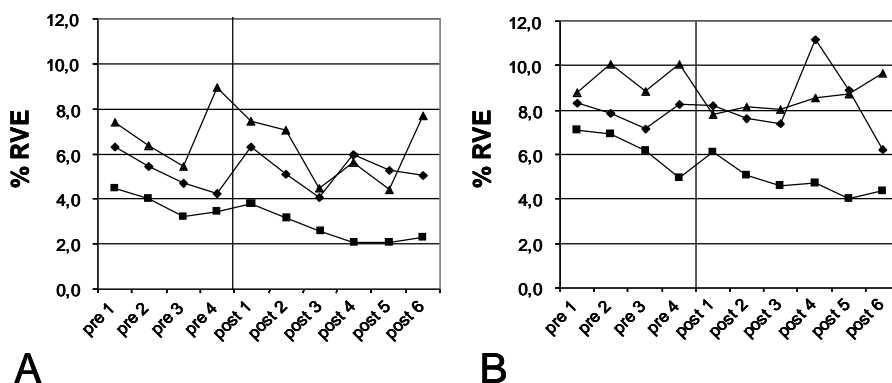 12,0
10,0
8,0
6,0
4,0
2,0
0,0
% RVE
pre 1
pre 2
pre 3
pre 4
post 1
post 2
post 3
post 4
post 5
post 6
A
12,0
10,0
8,0
6,0
4,0
2,0
0,0
% RVE
pre 1
pre 2
pre 3
pre 4
post 1
post 2
post 3
post 4
post 5
post 6
B